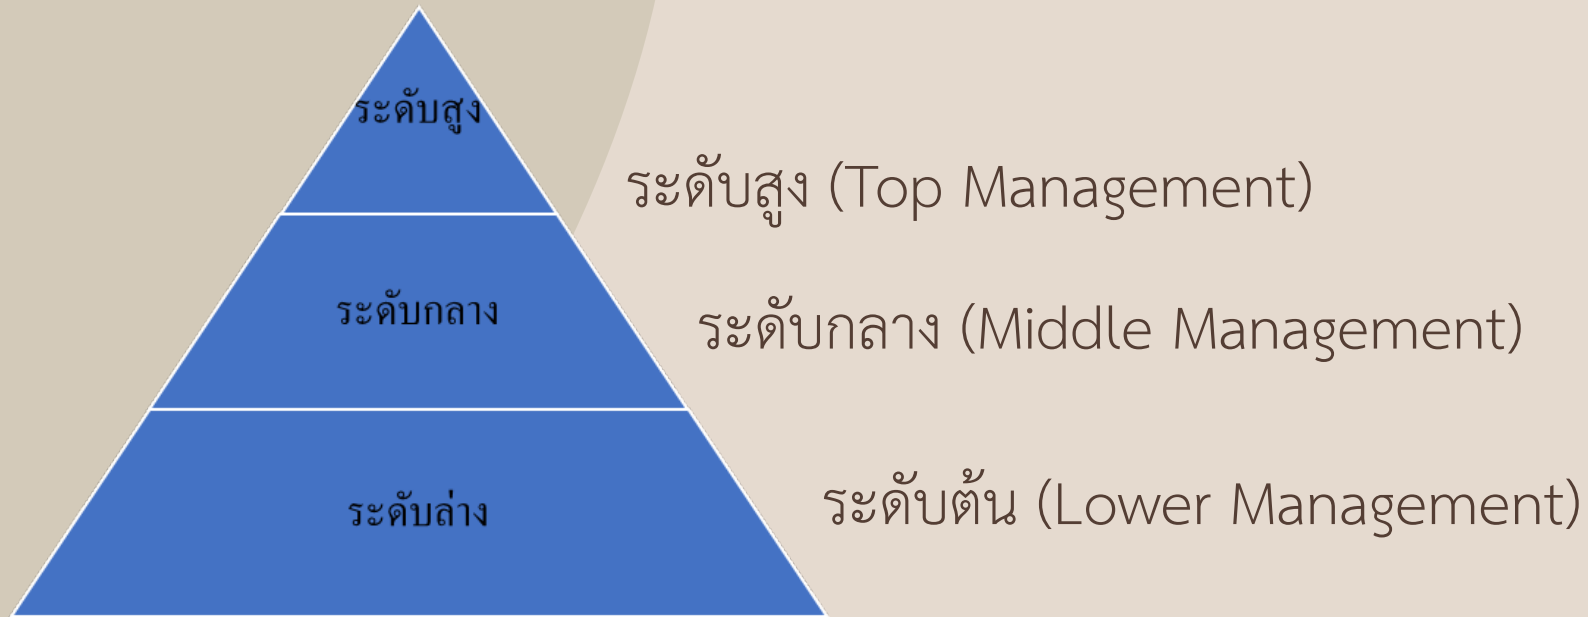 ระดับสูง
ระดับสูง (Top Management)
ระดับกลาง
ระดับกลาง (Middle Management)
ระดับล่าง
ระดับต้น (Lower Management)